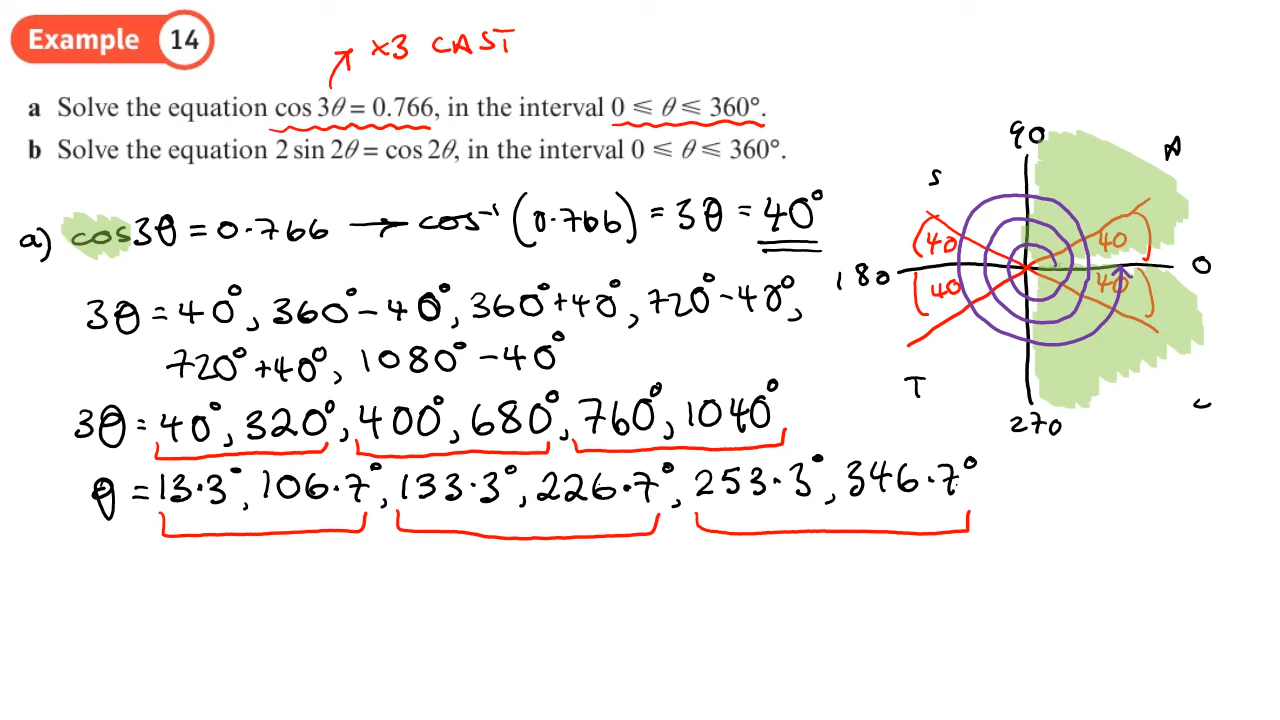 Example 14
×3 CAST
a Solve the equation cos 3θ = 0.766, in the interval 0 ⩽ θ ⩽ 360°.
b Solve the equation 2 sin 2θ = cos 2θ, in the interval 0 ⩽ θ ⩽ 360°.
a) cos3θ = 0.766 → cos⁻¹(0.766) = 3θ = 40°
3θ = 40°, 360° - 40°, 360° + 40°, 720° - 40°,
720° + 40°, 1080° - 40°
3θ = 40°, 320°, 400°, 680°, 760°, 1040°
θ = 13.3°, 106.7°, 133.3°, 226.7°, 253.3°, 346.7°
90
S
A
40
40
180
0
40
40
T
C
270